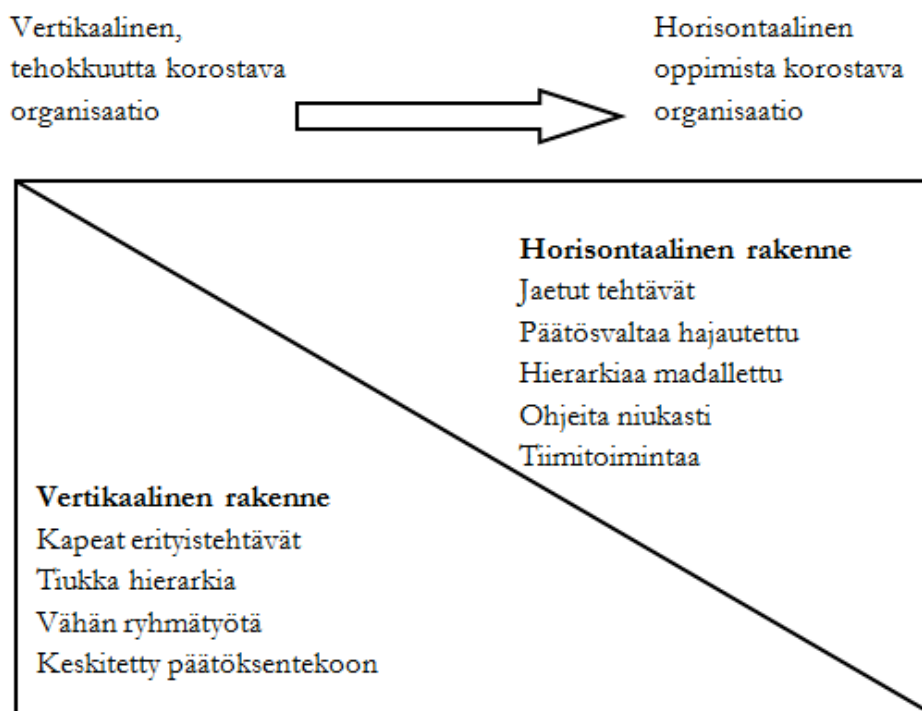 Vertikaalinen,
tehokkuutta korostava
organisaatio
Horisontaalinen
oppimista korostava
organisaatio
Horisontaalinen rakenne
Jaetut tehtävät
Päätösvaltaa hajautettu
Hierarkiaa madallettu
Ohjeita niukasti
Tiimitoimintaa
Vertikaalinen rakenne
Kapeat erityistehtävät
Tiukka hierarkia
Vähän ryhmätyötä
Keskitetty päätöksentekoon